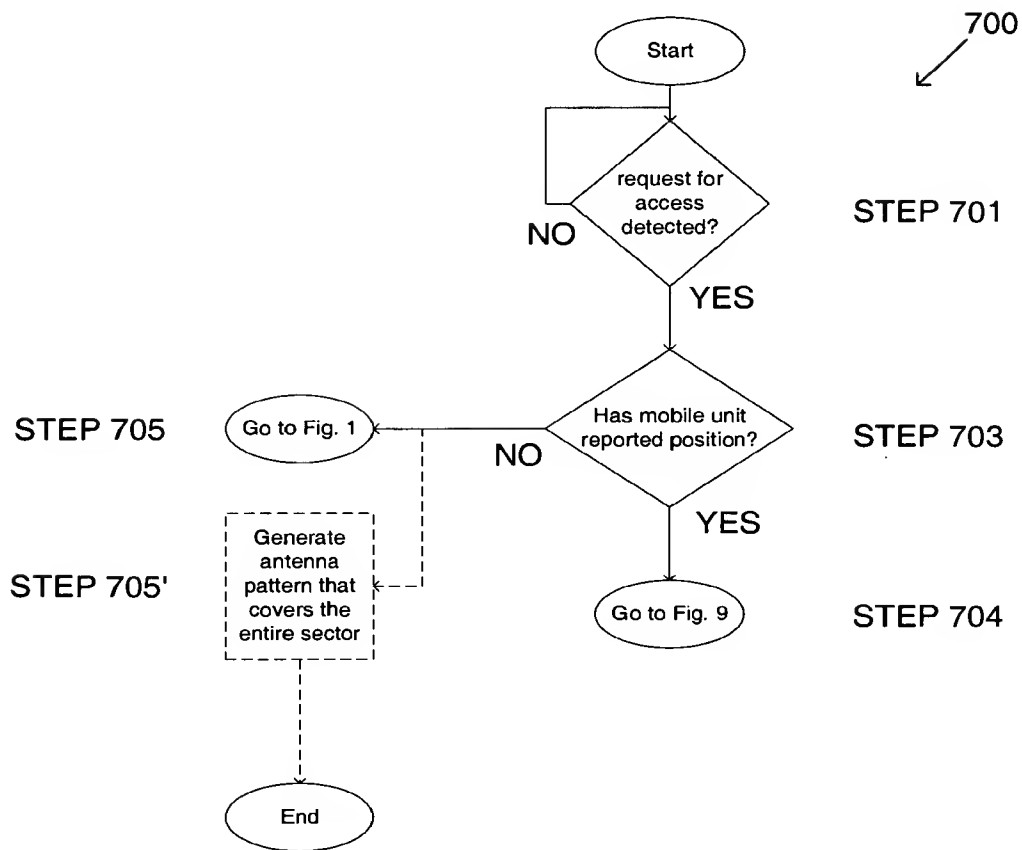 700
Start
request for
access
detected?
STEP 701
NO
YES
STEP 705
Go to Fig. 1
NO
Has mobile unit
reported position?
STEP 703
YES
STEP 705'
Generate
antenna
pattern that
covers the
entire sector
Go to Fig. 9
STEP 704
End